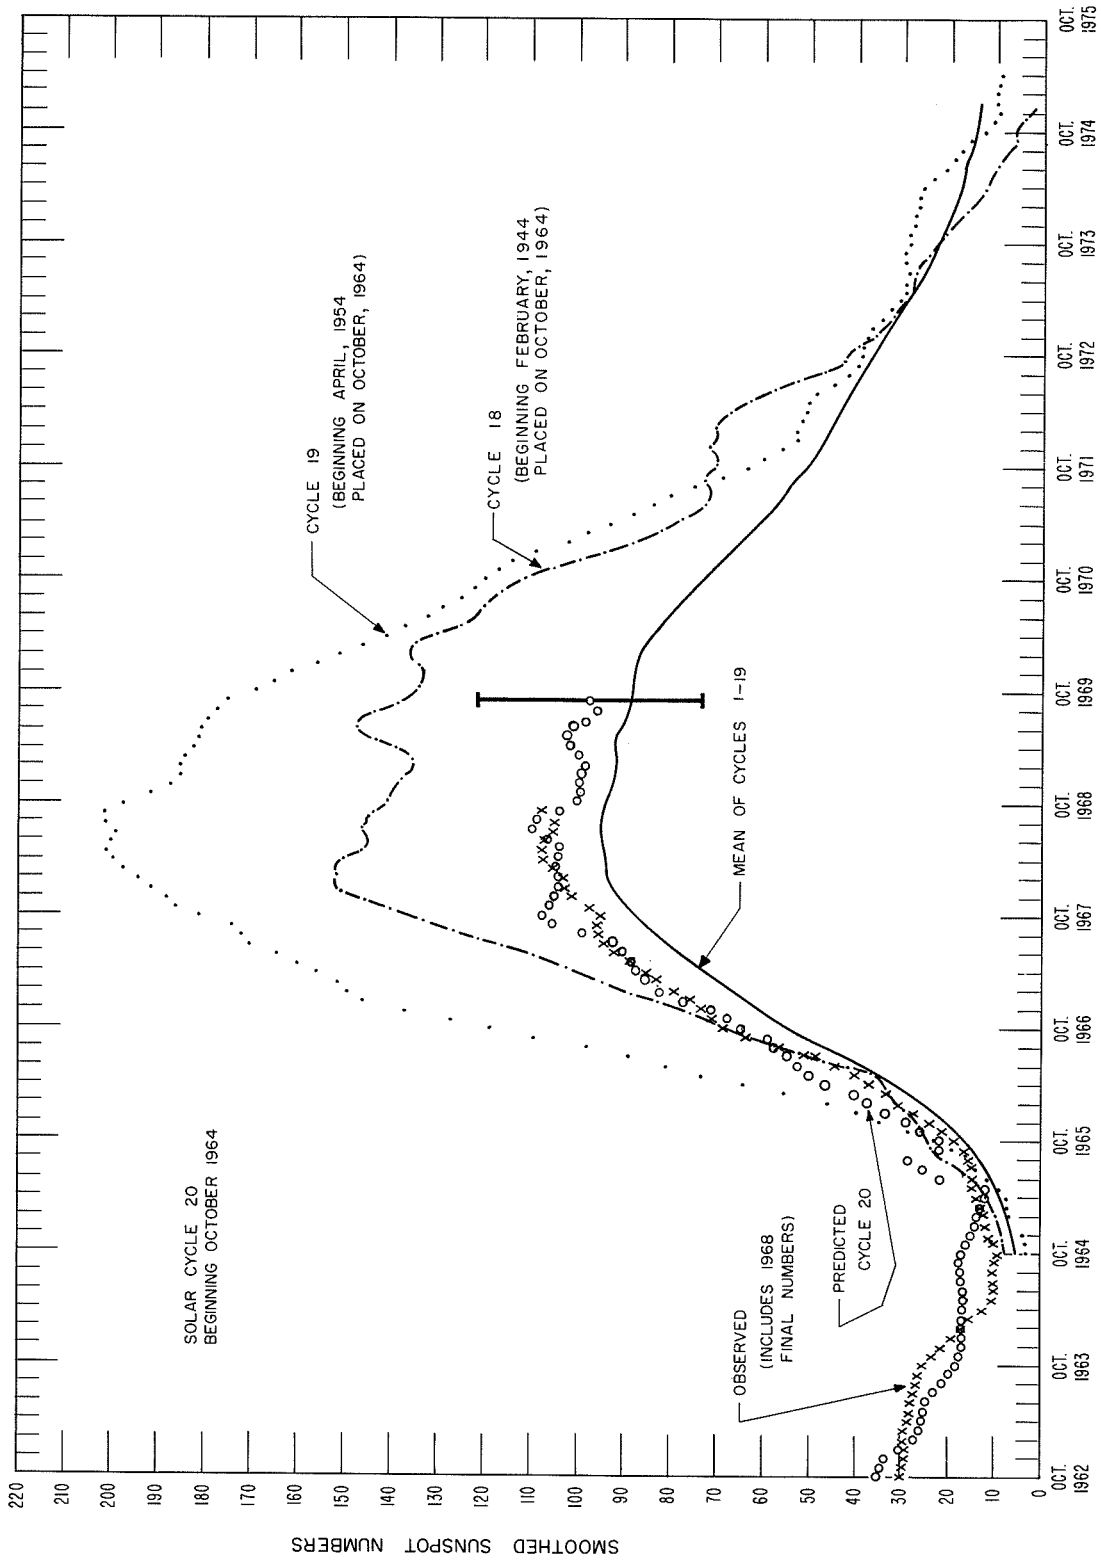 SMOOTHED SUNSPOT NUMBERS
220
210
200
190
180
170
160
150
140
130
120
110
100
90
80
70
60
50
40
30
20
10
0
SOLAR CYCLE 20
BEGINNING OCTOBER 1964
CYCLE 19
(BEGINNING APRIL, 1954
PLACED ON OCTOBER, 1964)
CYCLE 18
(BEGINNING FEBRUARY, 1944
PLACED ON OCTOBER, 1964)
MEAN OF CYCLES 1-19
OBSERVED
(INCLUDES 1968
FINAL NUMBERS)
PREDICTED
CYCLE 20
OCT.
1962
OCT.
1963
OCT.
1964
OCT.
1965
OCT.
1966
OCT.
1967
OCT.
1968
OCT.
1969
OCT.
1970
OCT.
1971
OCT.
1972
OCT.
1973
OCT.
1974
OCT.
1975